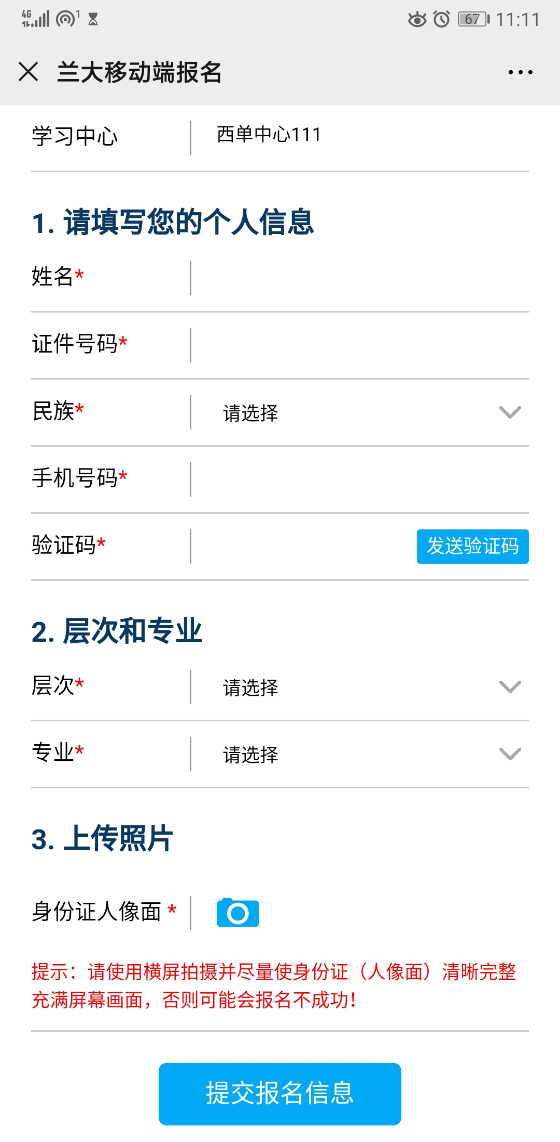 4G 1 67 11:11
兰大移动端报名
学习中心 西单中心111
1. 请填写您的个人信息
姓名*
证件号码*
民族* 请选择
手机号码*
验证码* 发送验证码
2. 层次和专业
层次* 请选择
专业* 请选择
3. 上传照片
身份证人像面 *
提示：请使用横屏拍摄并尽量使身份证（人像面）清晰完整
充满屏幕画面，否则可能会报名不成功！
提交报名信息